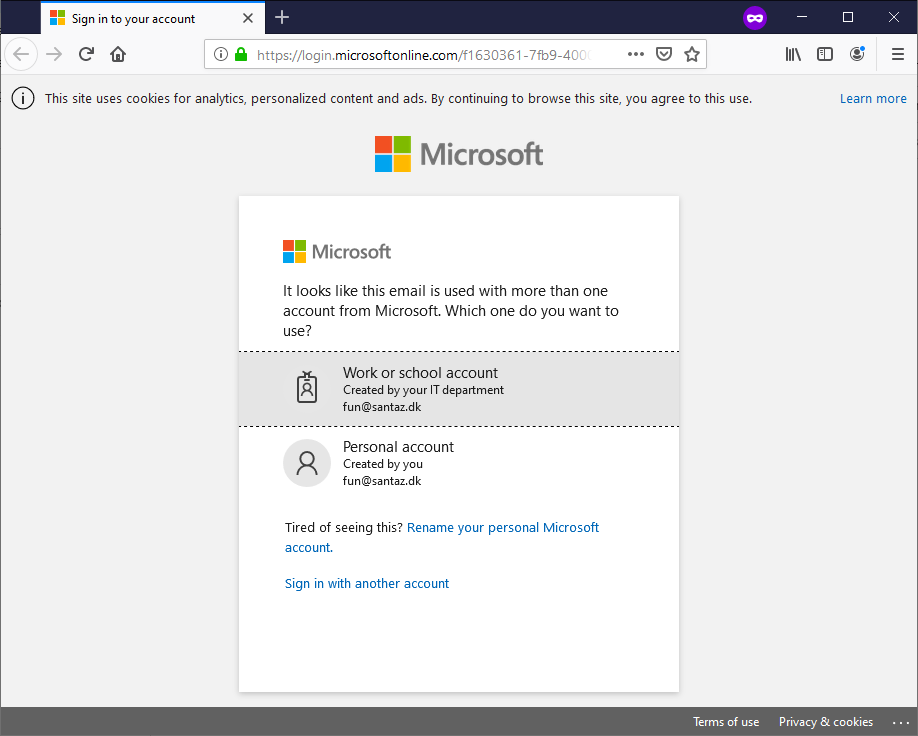 Sign in to your account
https://login.microsoftonline.com/f1630361-7fb9-400
This site uses cookies for analytics, personalized content and ads. By continuing to browse this site, you agree to this use.
Learn more
Microsoft
Microsoft
It looks like this email is used with more than one
account from Microsoft. Which one do you want to
use?
Work or school account
Created by your IT department
fun@santaz.dk
Personal account
Created by you
fun@santaz.dk
Tired of seeing this? Rename your personal Microsoft
account.
Sign in with another account
Terms of use
Privacy & cookies